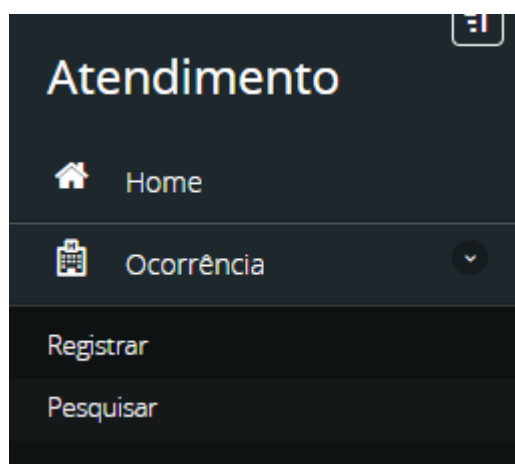 Atendimento
Home
Ocorrência
Registrar
Pesquisar